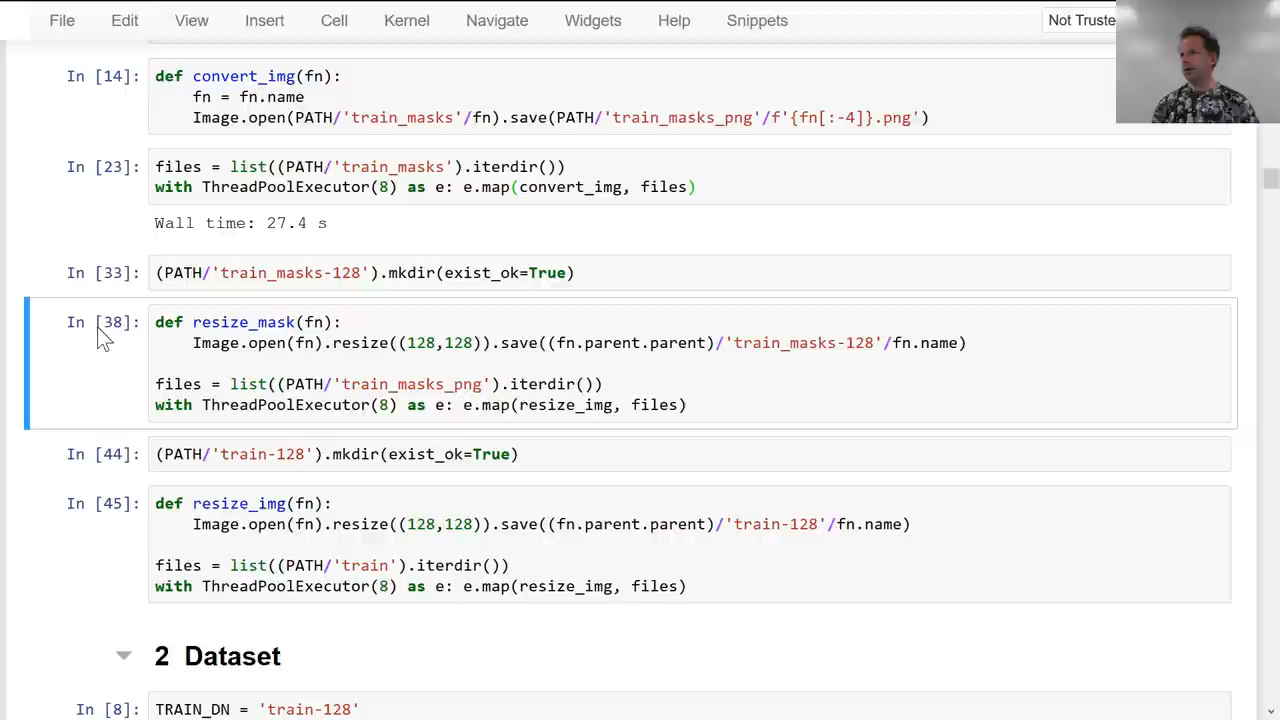 File Edit View Insert Cell Kernel Navigate Widgets Help Snippets Not Truste
In [14]: def convert_img(fn):
fn = fn.name
Image.open(PATH/'train_masks'/fn).save(PATH/'train_masks_png'/f'{fn[:-4]}.png')
In [23]: files = list((PATH/'train_masks').iterdir())
with ThreadPoolExecutor(8) as e: e.map(convert_img, files)
Wall time: 27.4 s
In [33]: (PATH/'train_masks-128').mkdir(exist_ok=True)
In [38]: def resize_mask(fn):
Image.open(fn).resize((128,128)).save((fn.parent.parent)/'train_masks-128'/fn.name)
files = list((PATH/'train_masks_png').iterdir())
with ThreadPoolExecutor(8) as e: e.map(resize_img, files)
In [44]: (PATH/'train-128').mkdir(exist_ok=True)
In [45]: def resize_img(fn):
Image.open(fn).resize((128,128)).save((fn.parent.parent)/'train-128'/fn.name)
files = list((PATH/'train').iterdir())
with ThreadPoolExecutor(8) as e: e.map(resize_img, files)
2 Dataset
In [8]: TRAIN_DN = 'train-128'